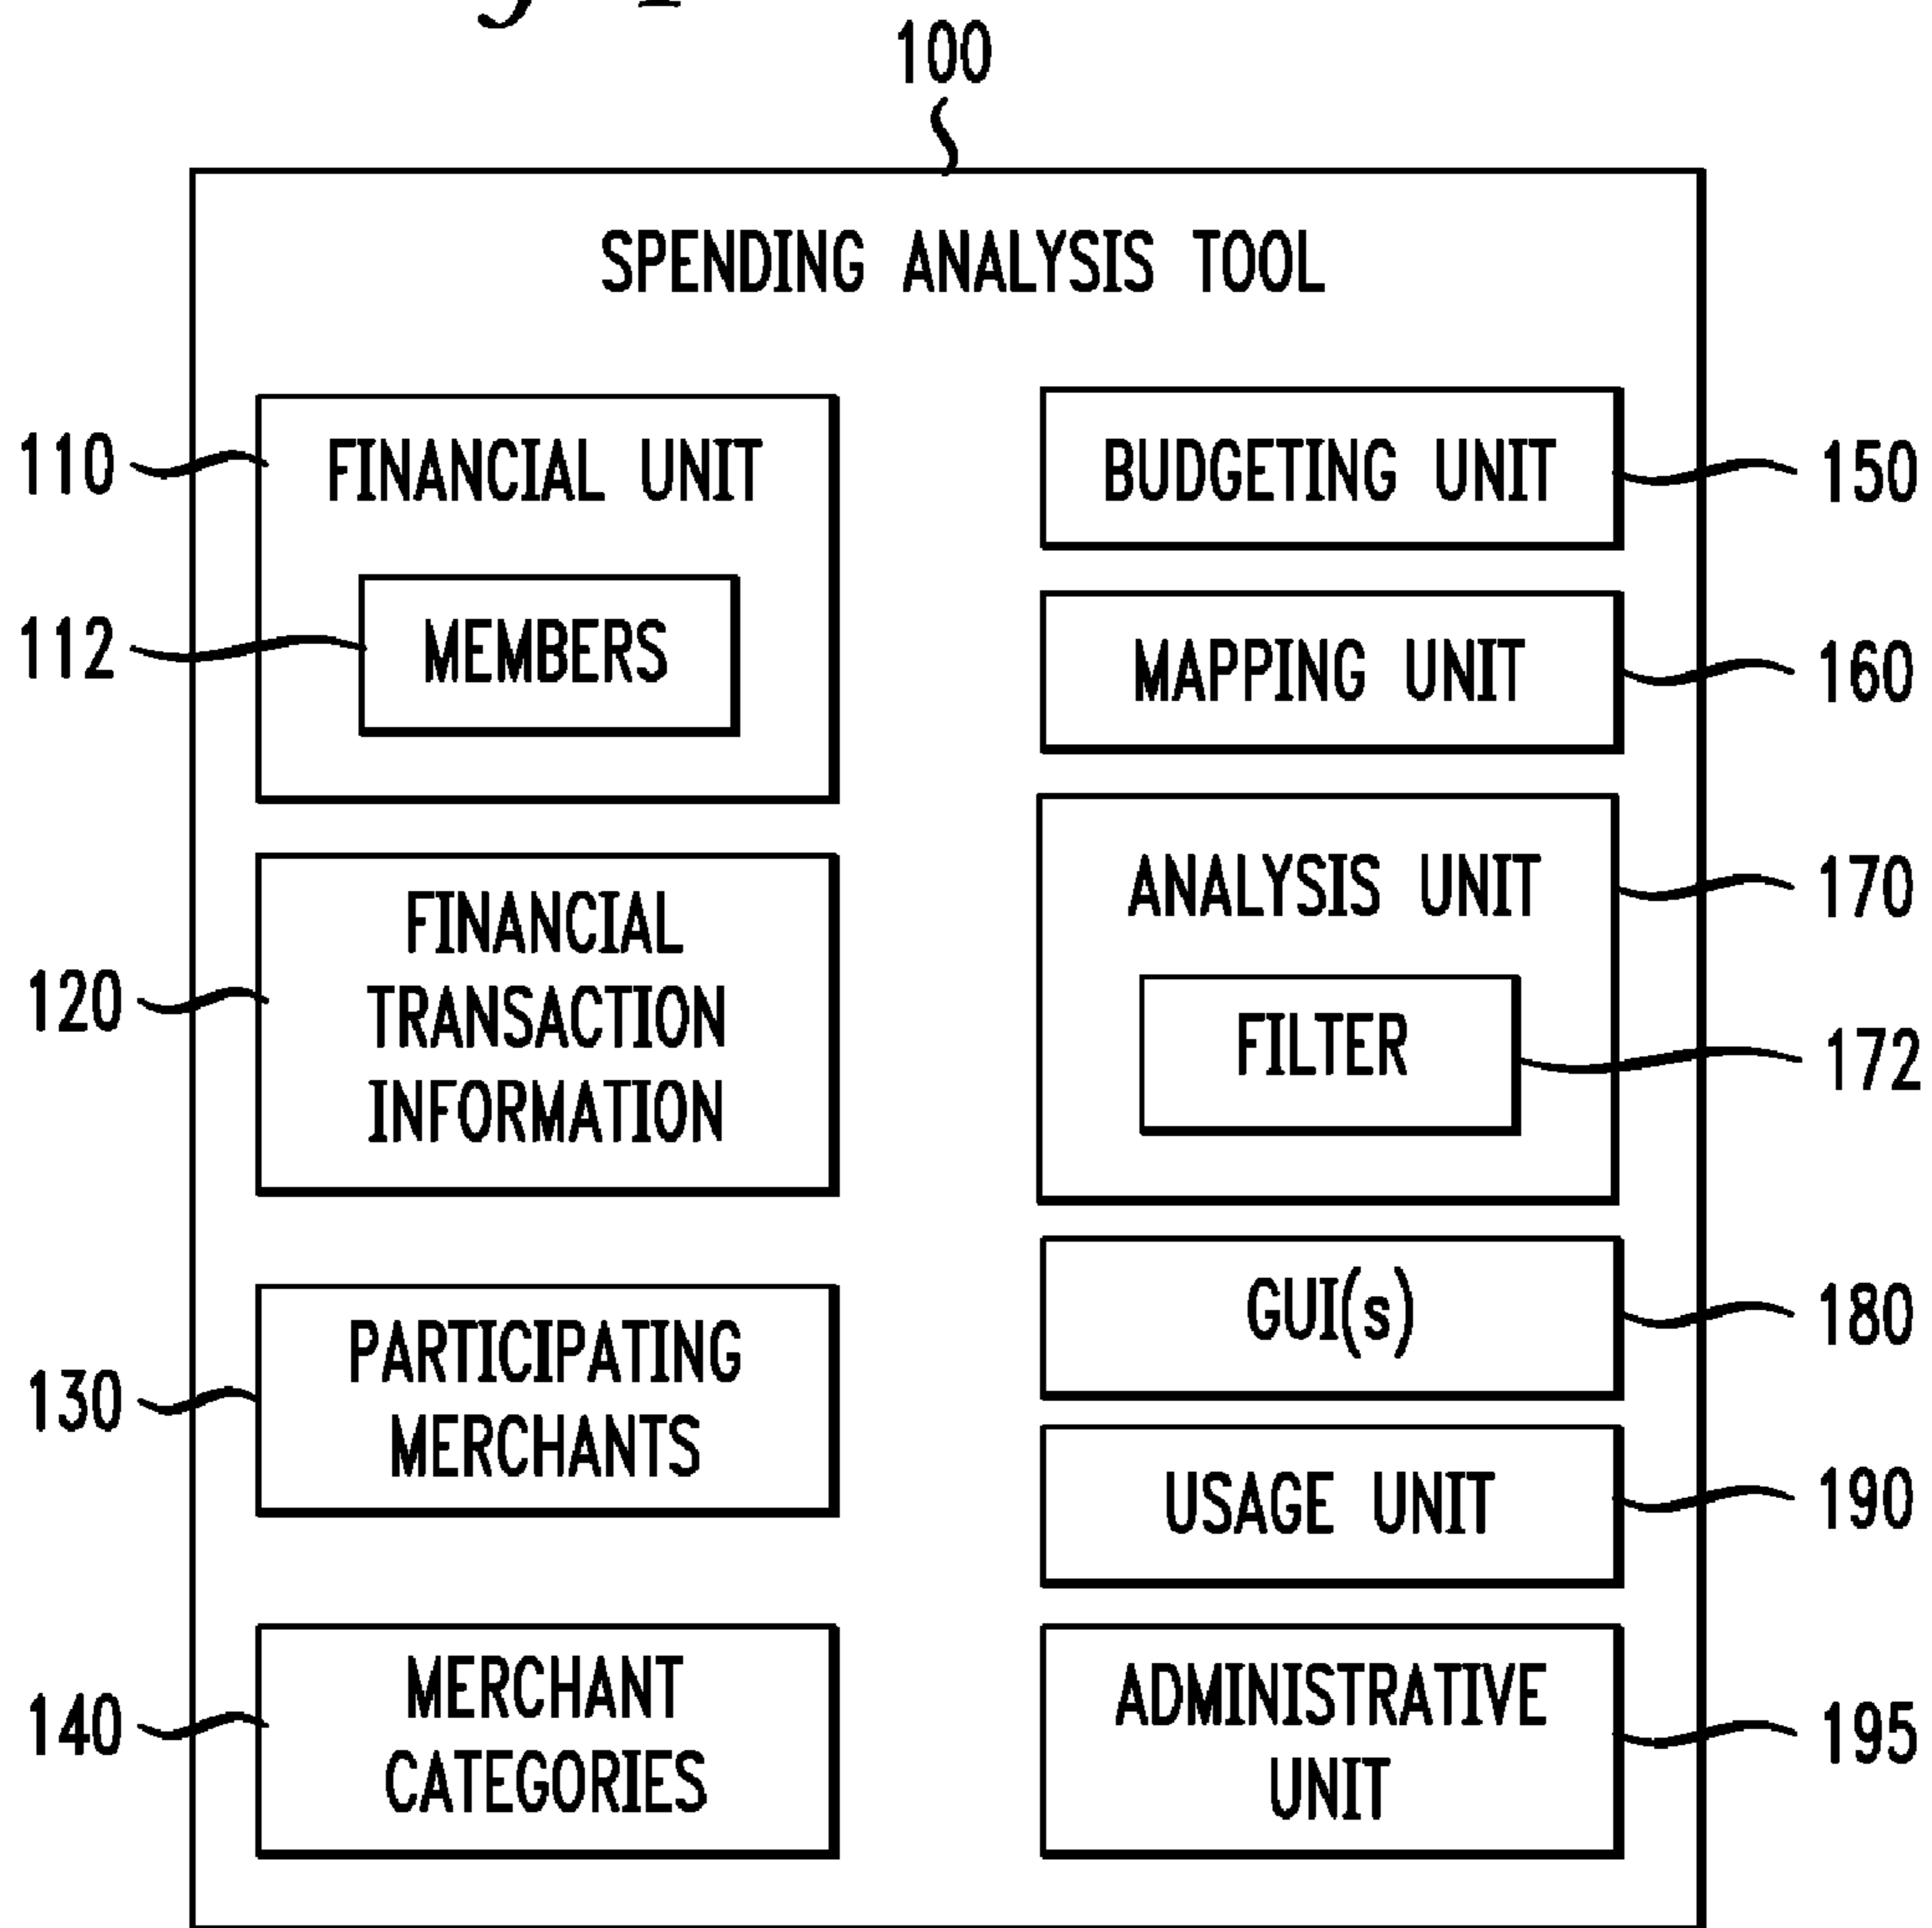 100
SPENDING ANALYSIS TOOL
110
FINANCIAL UNIT
112
MEMBERS
120
FINANCIAL
TRANSACTION
INFORMATION
130
PARTICIPATING
MERCHANTS
140
MERCHANT
CATEGORIES
BUDGETING UNIT
150
MAPPING UNIT
160
ANALYSIS UNIT
170
FILTER
172
GUI(s)
180
USAGE UNIT
190
ADMINISTRATIVE
UNIT
195